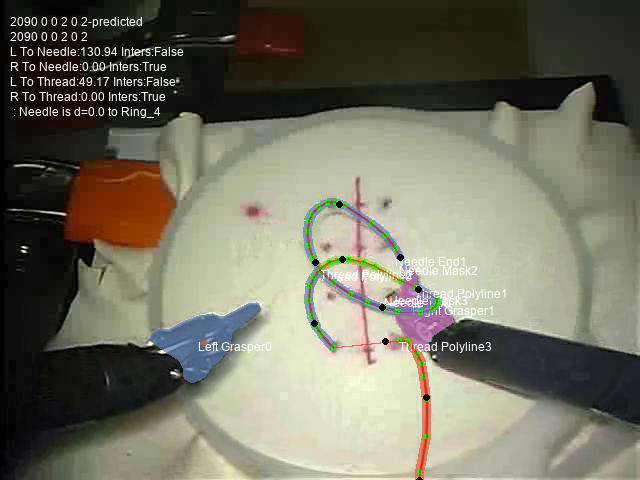 2090 0 0 2 0 2-predicted
2090 0 0 2 0 2
L To Needle:130.94 Inters:False
R To Needle:0.00 Inters:True
L To Thread:49.17 Inters:False
R To Thread:0.00 Inters:True
: Needle is d=0.0 to Ring_4
Needle End1
Needle Mask2
Thread Polyline1
Left Grasper0
Thread Polyline3